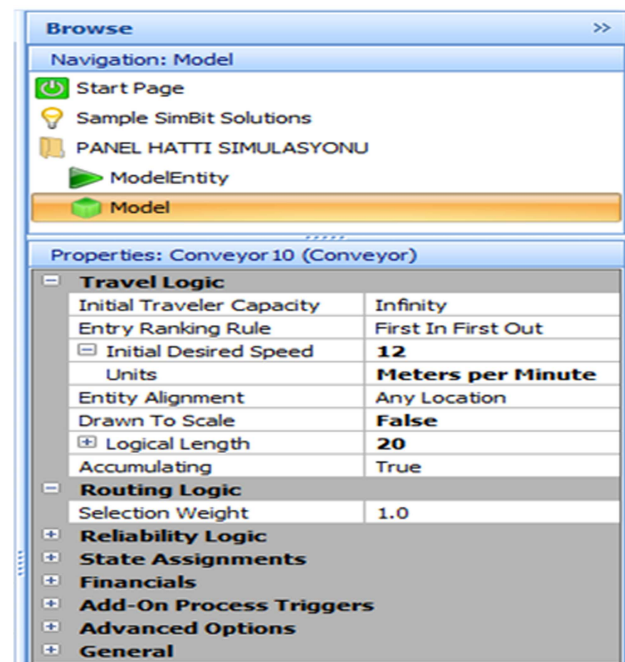 Browse »
Navigation: Model
Start Page
Sample SimBit Solutions
PANEL HATTI SIMULASYONU
ModelEntity
Model
Properties: Conveyor10 (Conveyor)
Travel Logic
Initial Traveler Capacity Infinity
Entry Ranking Rule First In First Out
Initial Desired Speed 12
Units Meters per Minute
Entity Alignment Any Location
Drawn To Scale False
Logical Length 20
Accumulating True
Routing Logic
Selection Weight 1.0
Reliability Logic
State Assignments
Financials
Add-On Process Triggers
Advanced Options
General